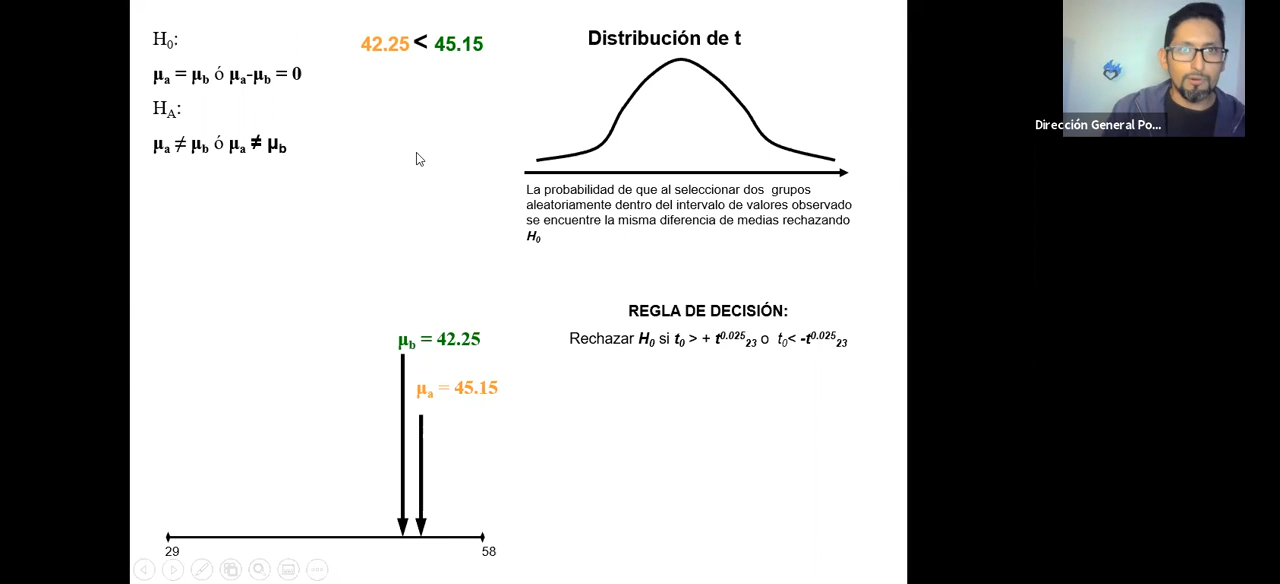 H0:
μa = μb ó μa-μb = 0
HA:
μa ≠ μb ó μa ≠ μb
42.25 < 45.15
Distribución de t
La probabilidad de que al seleccionar dos grupos
aleatoriamente dentro del intervalo de valores observado
se encuentre la misma diferencia de medias rechazando
H0
REGLA DE DECISIÓN:
Rechazar H0 si t0 > + t0.025 23 o t0< -t0.025 23
μb = 42.25
μa = 45.15
29
58
Dirección General Po...